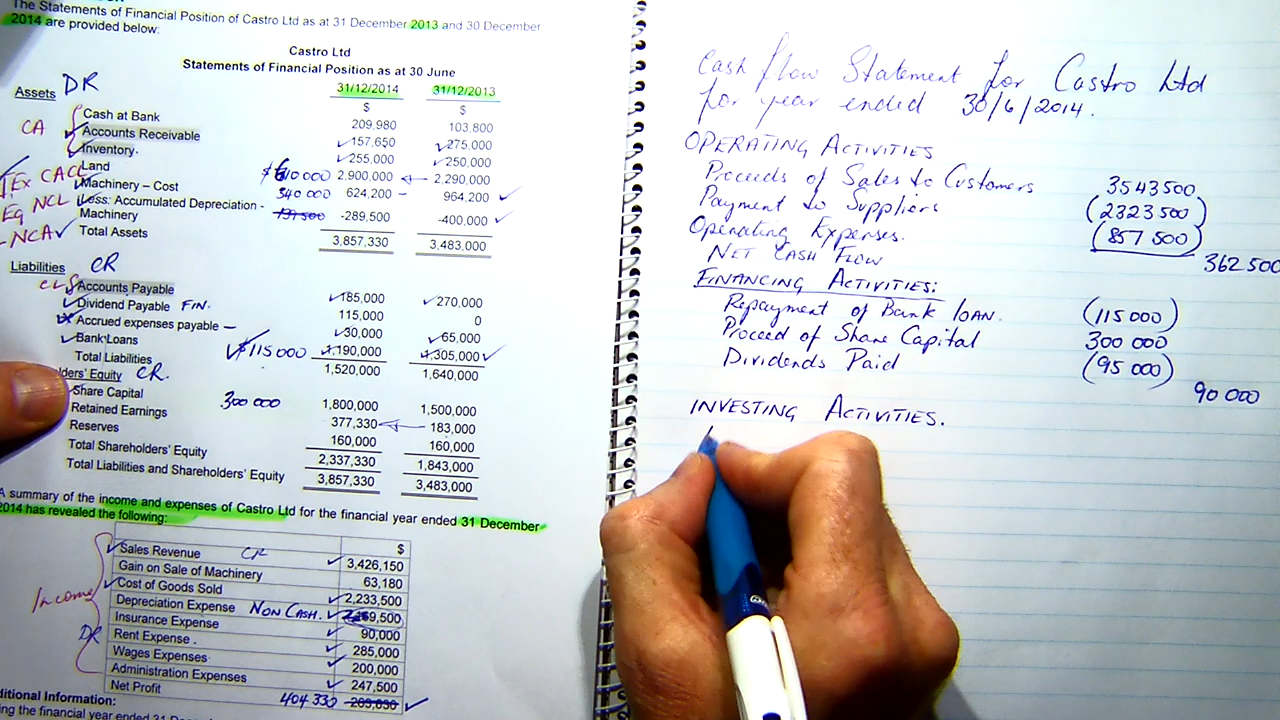 The Statements of Financial Position of Castro Ltd as at 31 December 2013 and 30 December
2014 are provided below:
Castro Ltd
Statements of Financial Position as at 30 June
Assets DR 31/12/2014 31/12/2013
$ $
Cash at Bank 209,980 103,800
CA Accounts Receivable 157,650 275,000
Inventory. 255,000 250,000
Land 2,900,000 2,290,000
Machinery – Cost 340 000 624,200 – 964,200
Less: Accumulated Depreciation -
Machinery -289,500 -400,000
Total Assets 3,857,330 3,483,000
Liabilities CR
Accounts Payable 185,000 270,000
Dividend Payable FIN. 115,000 0
Accrued expenses payable – 30,000 65,000
Bank Loans $115 000 1,190,000 1,305,000
Total Liabilities 1,520,000 1,640,000
ders' Equity CR.
Share Capital 300 000 1,800,000 1,500,000
Retained Earnings 377,330 183,000
Reserves 160,000 160,000
Total Shareholders' Equity 2,337,330 1,843,000
Total Liabilities and Shareholders' Equity 3,857,330 3,483,000
A summary of the income and expenses of Castro Ltd for the financial year ended 31 December
2014 has revealed the following:
$
Sales Revenue CR 3,426,150
Gain on Sale of Machinery 63,180
Cost of Goods Sold 2,233,500
Depreciation Expense NON CASH. 9,500
Insurance Expense 90,000
Rent Expense . 285,000
Wages Expenses 200,000
Administration Expenses 247,500
Net Profit 404 330
Income
DR
ditional Information:
ing the financial year ended 31
Cash flow Statement for Castro Ltd
for year ended 30/6/2014.
OPERATING ACTIVITIES
Proceeds of Sales to Customers 3543500
Payment to Suppliers (2323500)
Operating Expenses. (857500)
NET CASH FLOW 362500
FINANCING ACTIVITIES:
Repayment of Bank lOAN. (115000)
Proceed of Share Capital 300 000
Dividends Paid (95 000)
90 000
INVESTING ACTIVITIES.